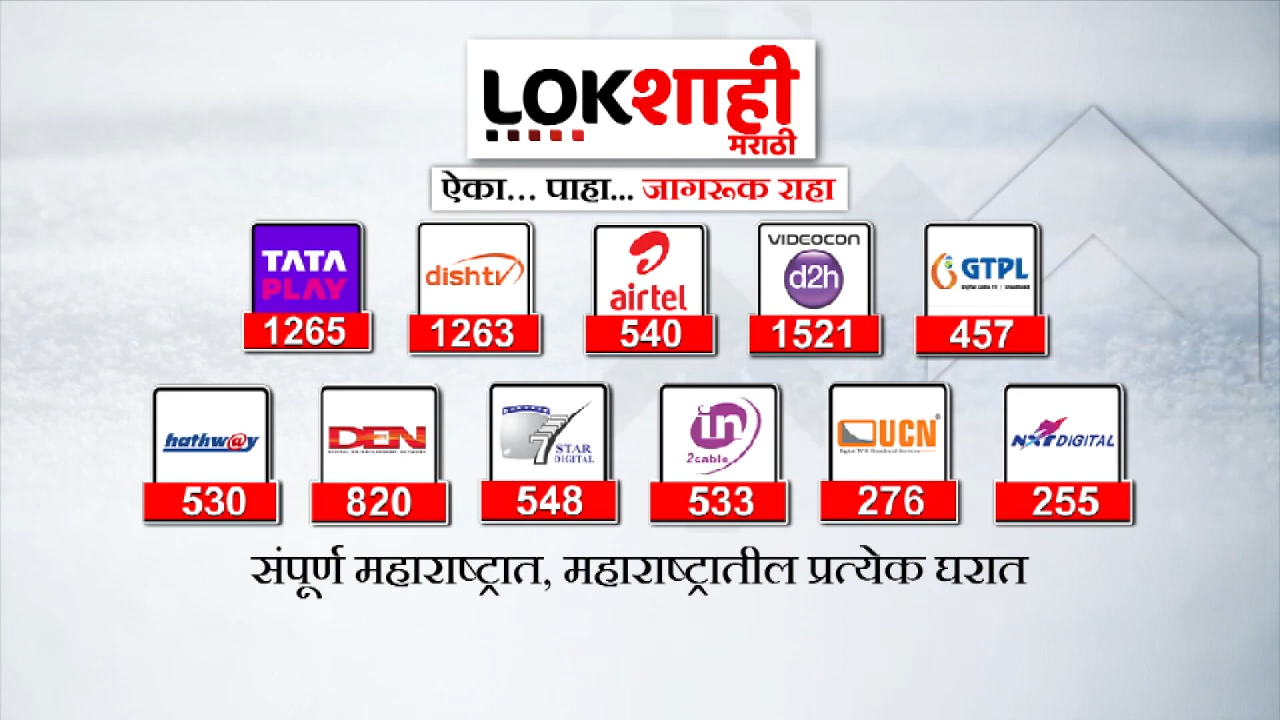 LOKशाही
मराठी
ऐका... पाहा... जागरूक राहा
TATA
PLAY
1265
dishtv
1263
airtel
540
VIDEOCON
d2h
1521
GTPL
457
hathw@y
530
DEN
820
7
STAR
DIGITAL
548
in
2cable
533
UCN
276
NXT DIGITAL
255
संपूर्ण महाराष्ट्रात, महाराष्ट्रातील प्रत्येक घरात